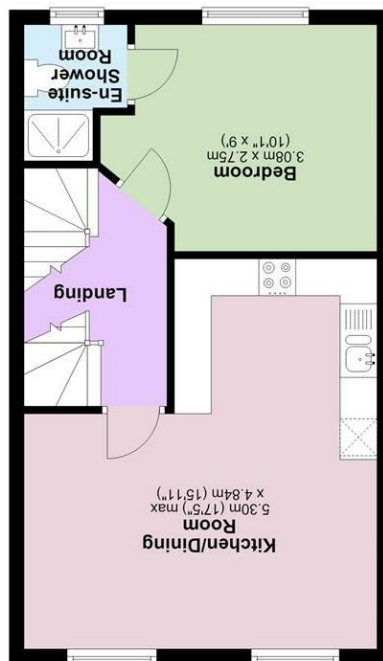 Kitchen/Dining
Room
5.30m (17'5") max
x 4.84m (15'11")
Landing
Bedroom
3.08m x 2.75m
(10'1" x 9')
En-suite
Shower
Room